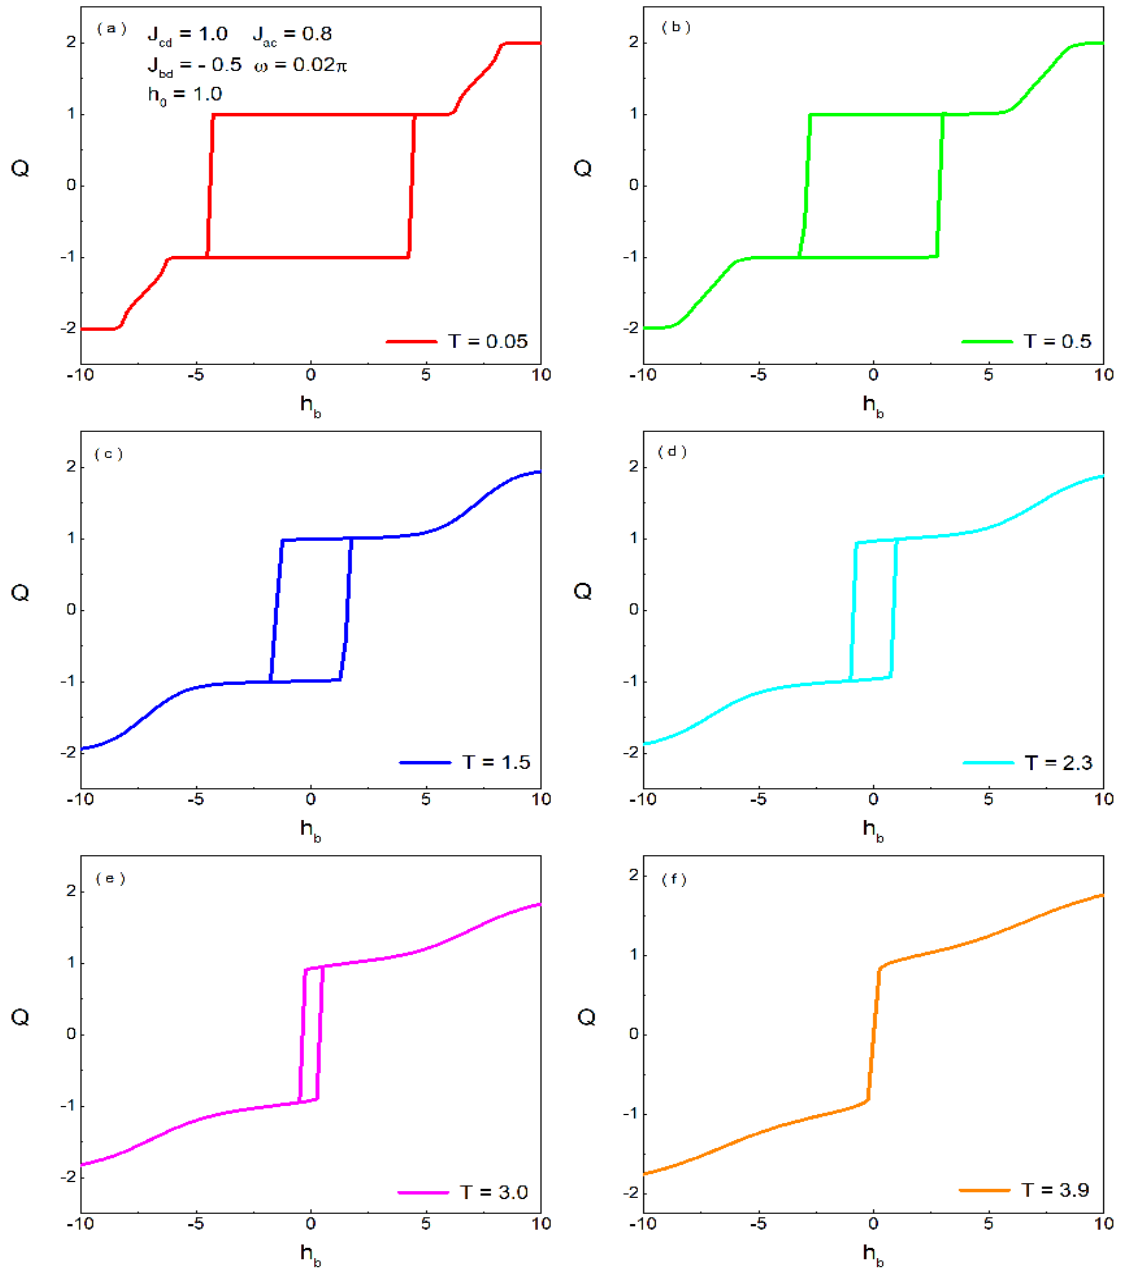 ( a )
J_cd = 1.0 J_ac = 0.8
J_bd = - 0.5 ω = 0.02π
h_0 = 1.0
2
1
0
-1
-2
Q
T = 0.05
-10 -5 0 5 10
h_b
( b )
2
1
0
-1
-2
Q
T = 0.5
-10 -5 0 5 10
h_b
( c )
2
1
0
-1
-2
Q
T = 1.5
-10 -5 0 5 10
h_b
( d )
2
1
0
-1
-2
Q
T = 2.3
-10 -5 0 5 10
h_b
( e )
2
1
0
-1
-2
Q
T = 3.0
-10 -5 0 5 10
h_b
( f )
2
1
0
-1
-2
Q
T = 3.9
-10 -5 0 5 10
h_b